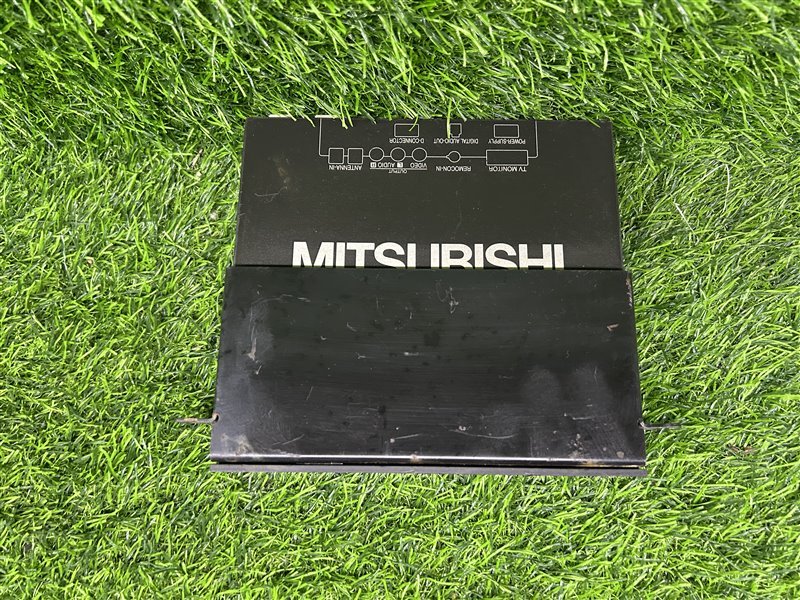 POWER-SUPPLY DIGITAL AUDIO-OUT D-CONNECTOR
TV MONITOR REMOCON-IN VIDEO L AUDIO R ANTENNA-IN
OUTPUT
MITSUBISHI